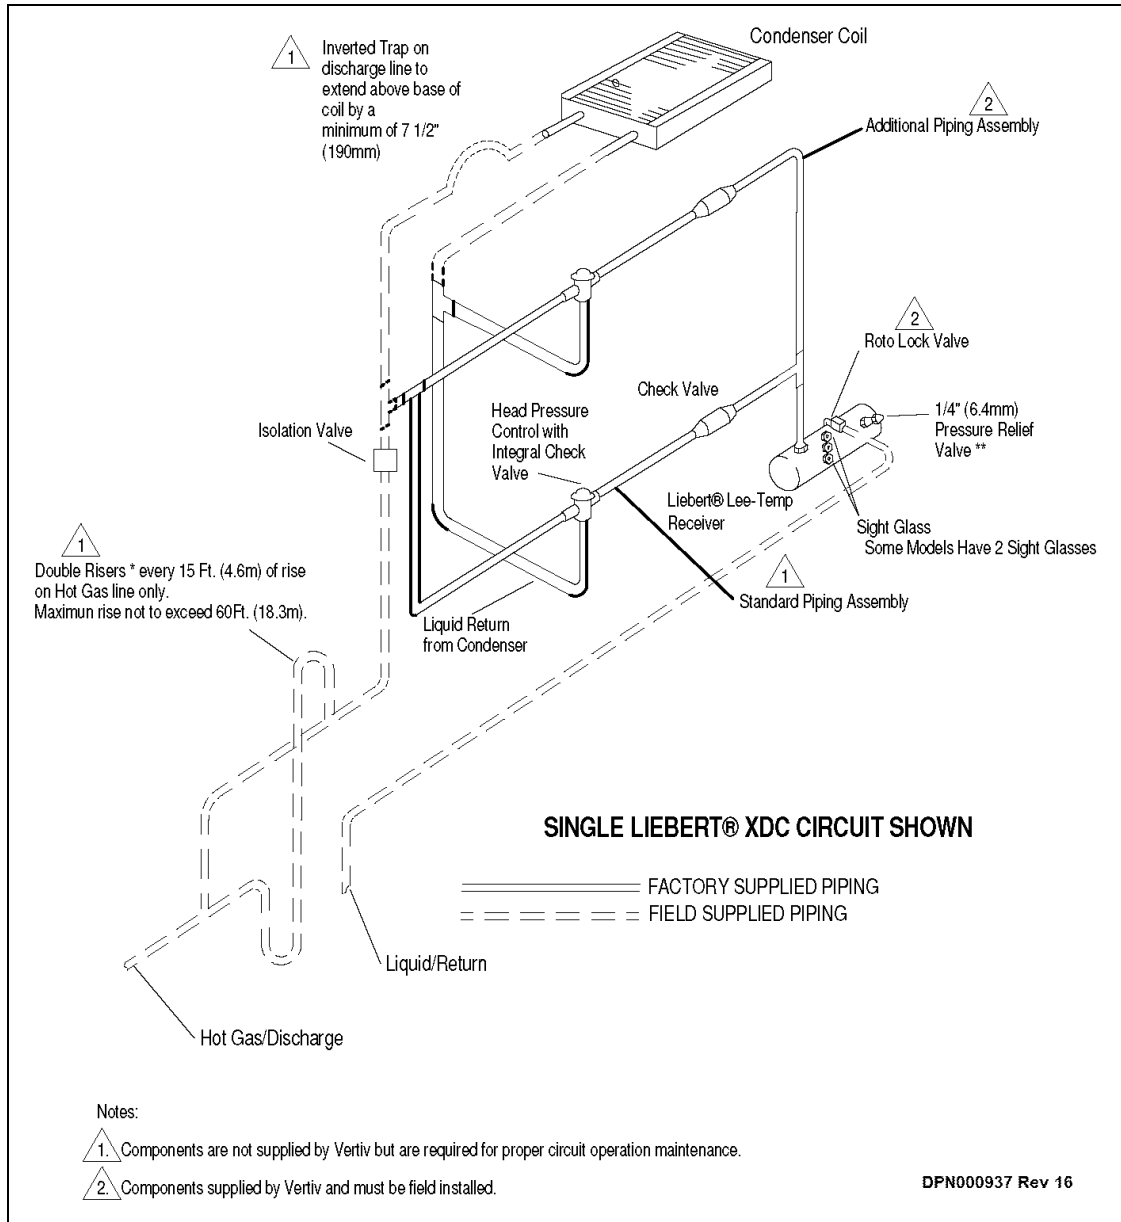 Condenser Coil
1
Inverted Trap on
discharge line to
extend above base of
coil by a
minimum of 7 1/2"
(190mm)
2
Additional Piping Assembly
2
Roto Lock Valve
Check Valve
1/4" (6.4mm)
Pressure Relief
Valve **
Head Pressure
Control with
Integral Check
Valve
Isolation Valve
Liebert® Lee-Temp
Receiver
Sight Glass
Some Models Have 2 Sight Glasses
1
Double Risers * every 15 Ft. (4.6m) of rise
on Hot Gas line only.
Maximun rise not to exceed 60Ft. (18.3m).
1
Standard Piping Assembly
Liquid Return
from Condenser
SINGLE LIEBERT® XDC CIRCUIT SHOWN
FACTORY SUPPLIED PIPING
FIELD SUPPLIED PIPING
Liquid/Return
Hot Gas/Discharge
Notes:
1. Components are not supplied by Vertiv but are required for proper circuit operation maintenance.
2. Components supplied by Vertiv and must be field installed.
DPN000937 Rev 16